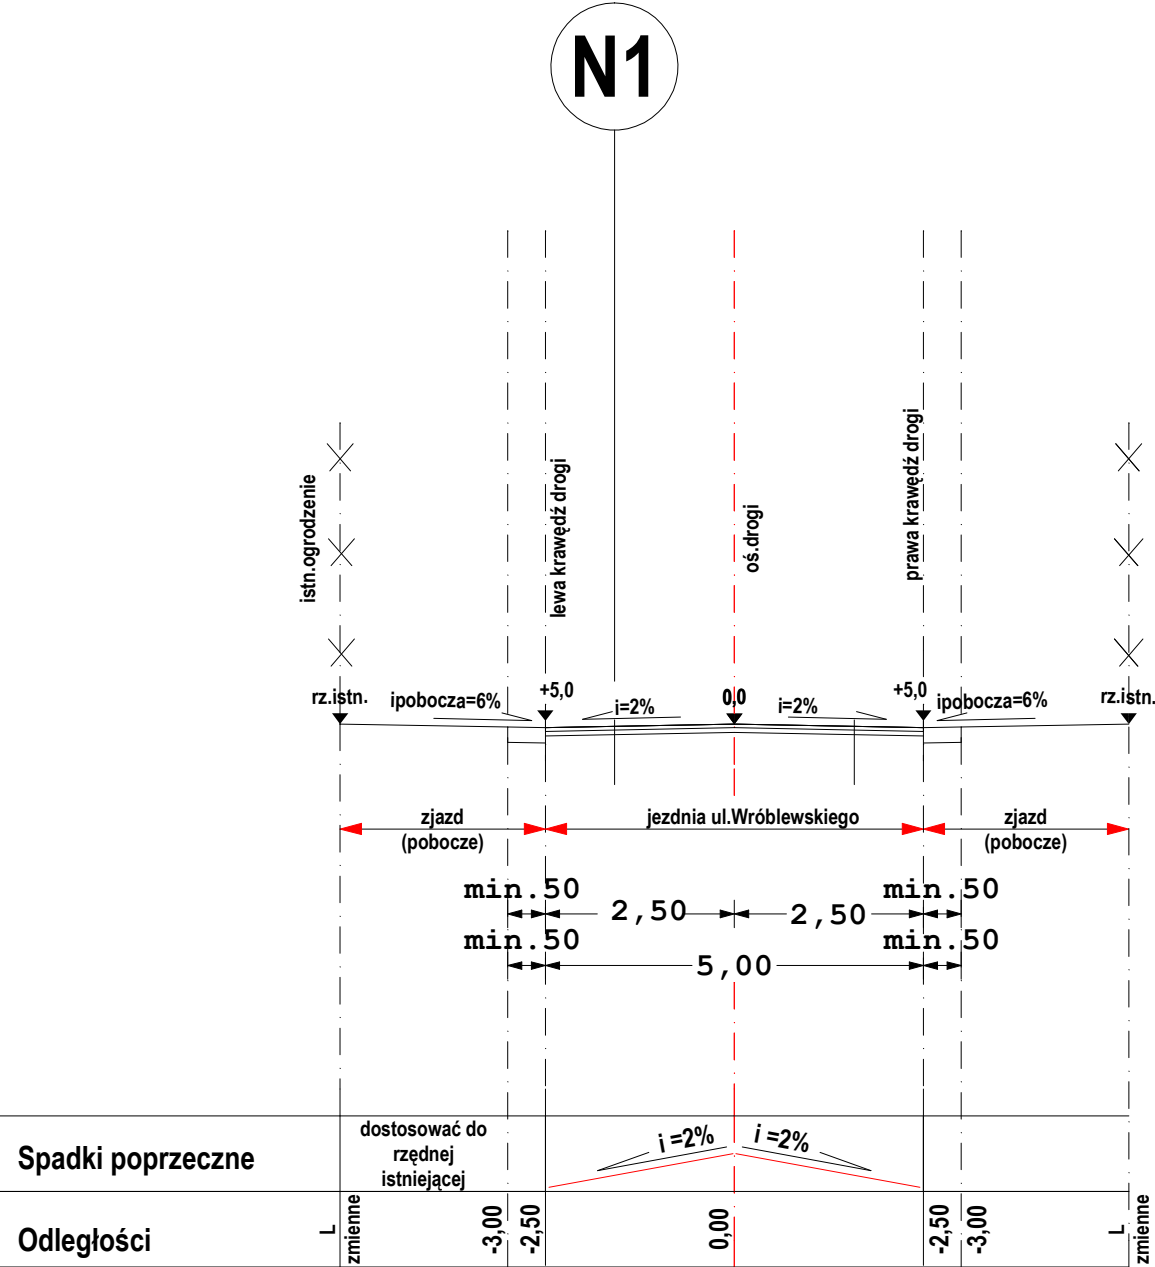 N1
istn.ogrodzenie
lewa krawędź drogi
oś.drogi
prawa krawędź drogi
rz.istn.
ipobocza=6%
+5,0
i=2%
0,0
i=2%
+5,0
ipobocza=6%
rz.istn.
zjazd
(pobocze)
jezdnia ul.Wróblewskiego
zjazd
(pobocze)
min.50
2,50
2,50
min.50
min.50
5,00
min.50
Spadki poprzeczne
dostosować do
rzędnej
istniejącej
i =2%
i =2%
Odległości
L
zmienne
-3,00
-2,50
0,00
-2,50
-3,00
L
zmienne